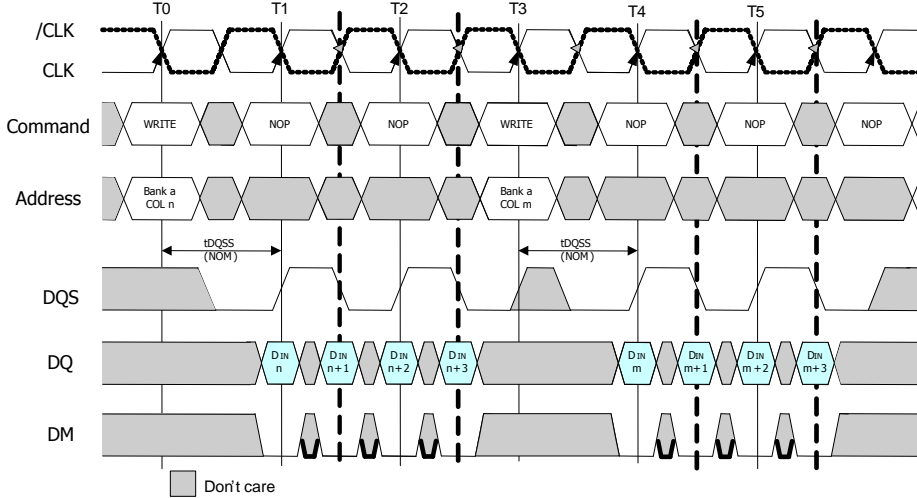 T0 T1 T2 T3 T4 T5
/CLK
CLK
Command WRITE NOP NOP WRITE NOP NOP NOP
Address Bank a COL n Bank a COL m
tDQSS (NOM) tDQSS (NOM)
DQS
DQ DIN n DIN n+1 DIN n+2 DIN n+3 DIN m DIN m+1 DIN m+2 DIN m+3
DM
Don't care